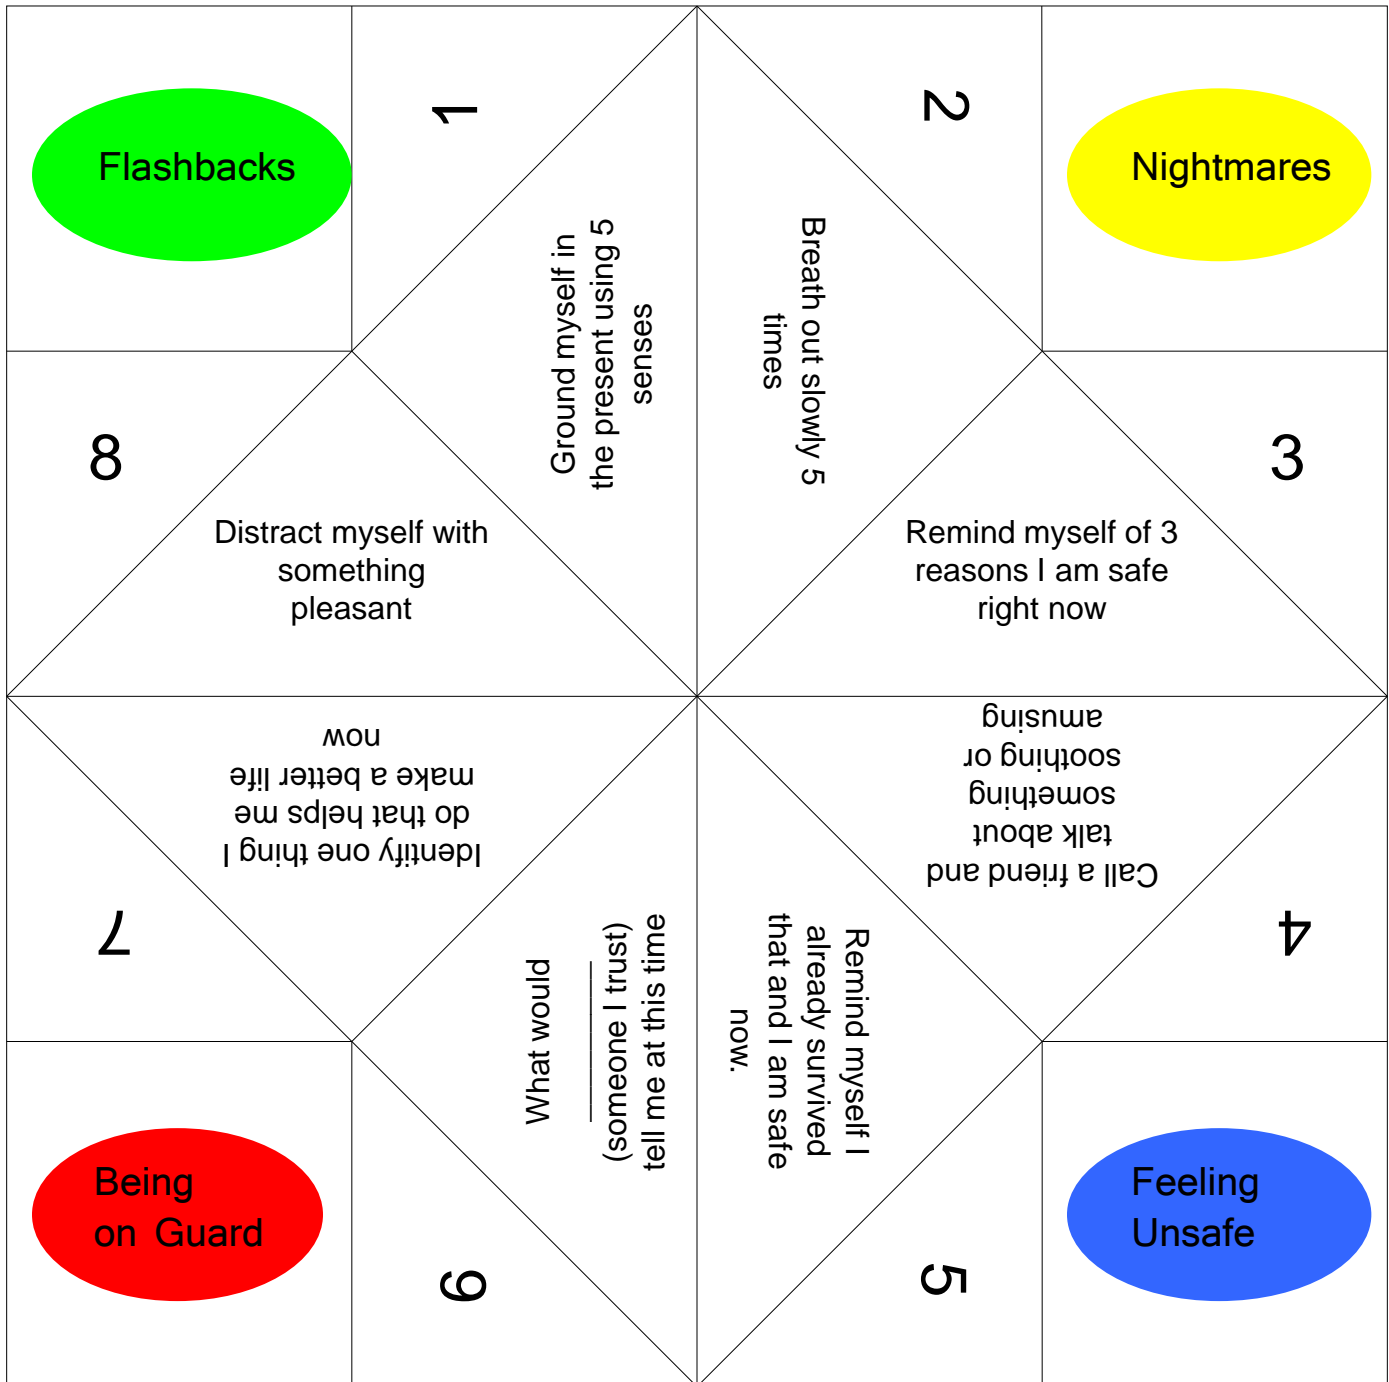 Flashbacks
1
2
Nightmares
Ground myself in
the present using 5
senses
Breath out slowly 5
times
8
3
Distract myself with
something
pleasant
Remind myself of 3
reasons I am safe
right now
Identify one thing I
do that helps me
make a better life
now
Call a friend and
talk about
something
soothing or
amusing
7
4
What would
__________
(someone I trust)
tell me at this time
Remind myself I
already survived
that and I am safe
now.
Being
on Guard
6
5
Feeling
Unsafe